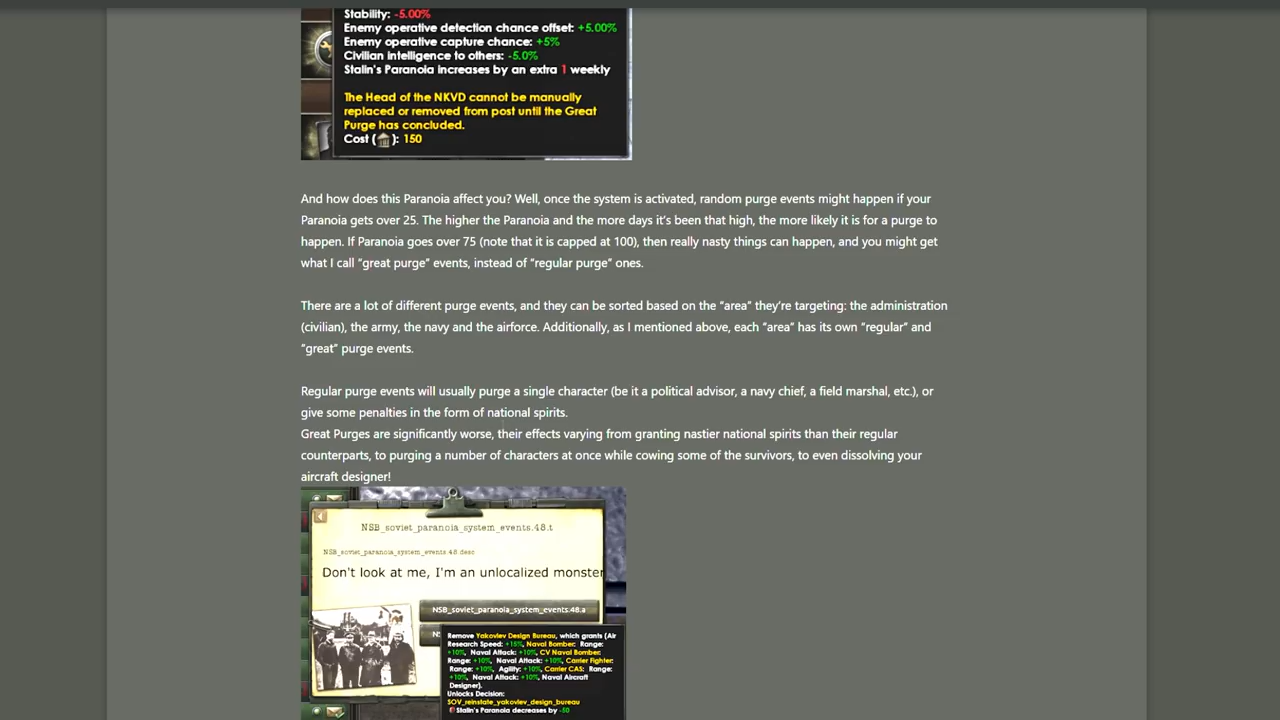 Stability: -5.00%
Enemy operative detection chance offset: +5.00%
Enemy operative capture chance: +5%
Civilian intelligence to others: -5.0%
Stalin's Paranoia increases by an extra 1 weekly
The Head of the NKVD cannot be manually
replaced or removed from post until the Great
Purge has concluded.
Cost ( ): 150
And how does this Paranoia affect you? Well, once the system is activated, random purge events might happen if your
Paranoia gets over 25. The higher the Paranoia and the more days it's been that high, the more likely it is for a purge to
happen. If Paranoia goes over 75 (note that it is capped at 100), then really nasty things can happen, and you might get
what I call “great purge” events, instead of “regular purge” ones.
There are a lot of different purge events, and they can be sorted based on the “area” they're targeting: the administration
(civilian), the army, the navy and the airforce. Additionally, as I mentioned above, each “area” has its own “regular” and
“great” purge events.
Regular purge events will usually purge a single character (be it a political advisor, a navy chief, a field marshal, etc.), or
give some penalties in the form of national spirits.
Great Purges are significantly worse, their effects varying from granting nastier national spirits than their regular
counterparts, to purging a number of characters at once while cowing some of the survivors, to even dissolving your
aircraft designer!
NSB_soviet_paranoia_system_events.48.t
NSB_soviet_paranoia_system_events.48.desc
Don't look at me, I'm an unlocalized monster
NSB_soviet_paranoia_system_events.48.a
Remove Yakovlev Design Bureau, which grants (Air
Research Speed: +15%, Naval Bomber: Range:
+10%, Naval Attack: +10%, CV Naval Bomber:
Range: +10%, Naval Attack: +10%, Carrier Fighter:
Range: +10%, Agility: +10%, Carrier CAS: Range:
+10%, Naval Attack: +10%, Naval Aircraft
Designer).
Unlocks Decision:
SOV_reinstate_yakovlev_design_bureau
Stalin's Paranoia decreases by -50